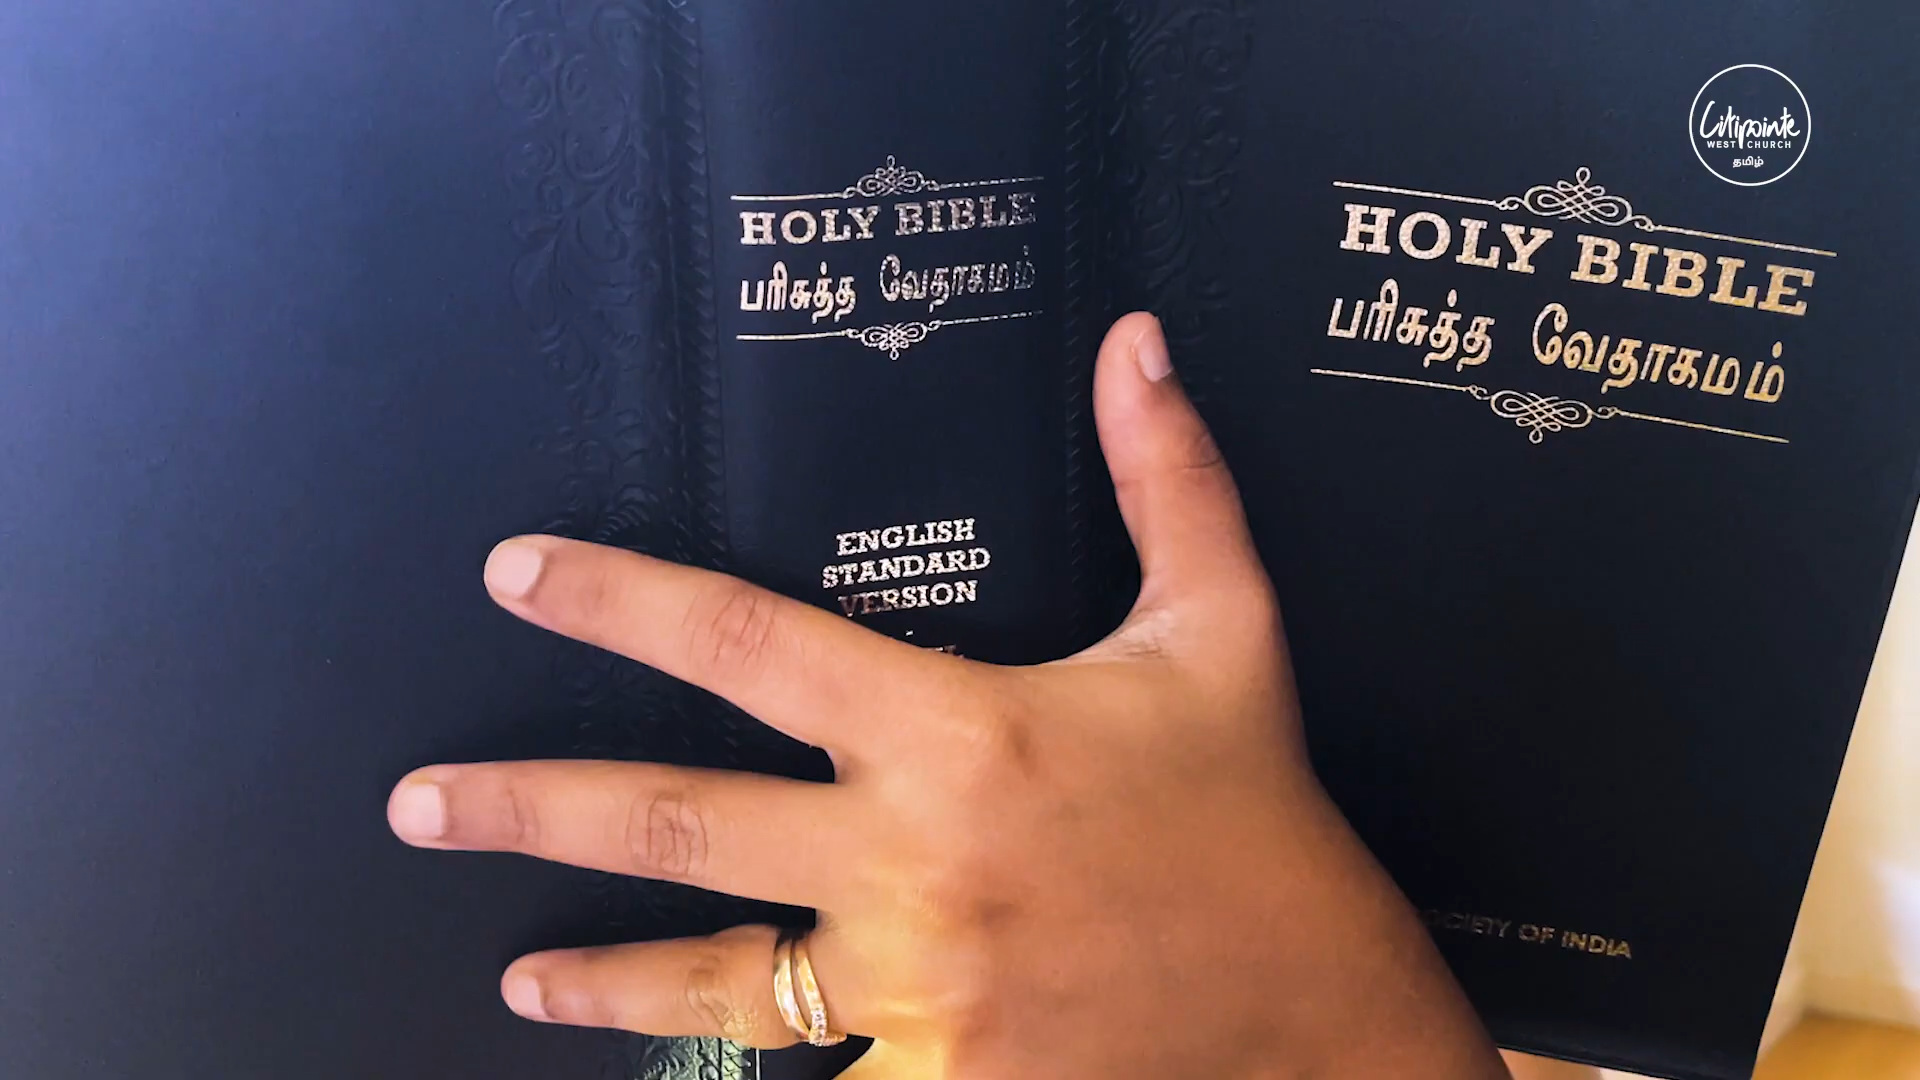 Citipointe
WEST CHURCH
தமிழ்
HOLY BIBLE
பரிசுத்த வேதாகமம்
ENGLISH
STANDARD
VERSION
-
HOLY BIBLE
பரிசுத்த வேதாகமம்
OF INDIA